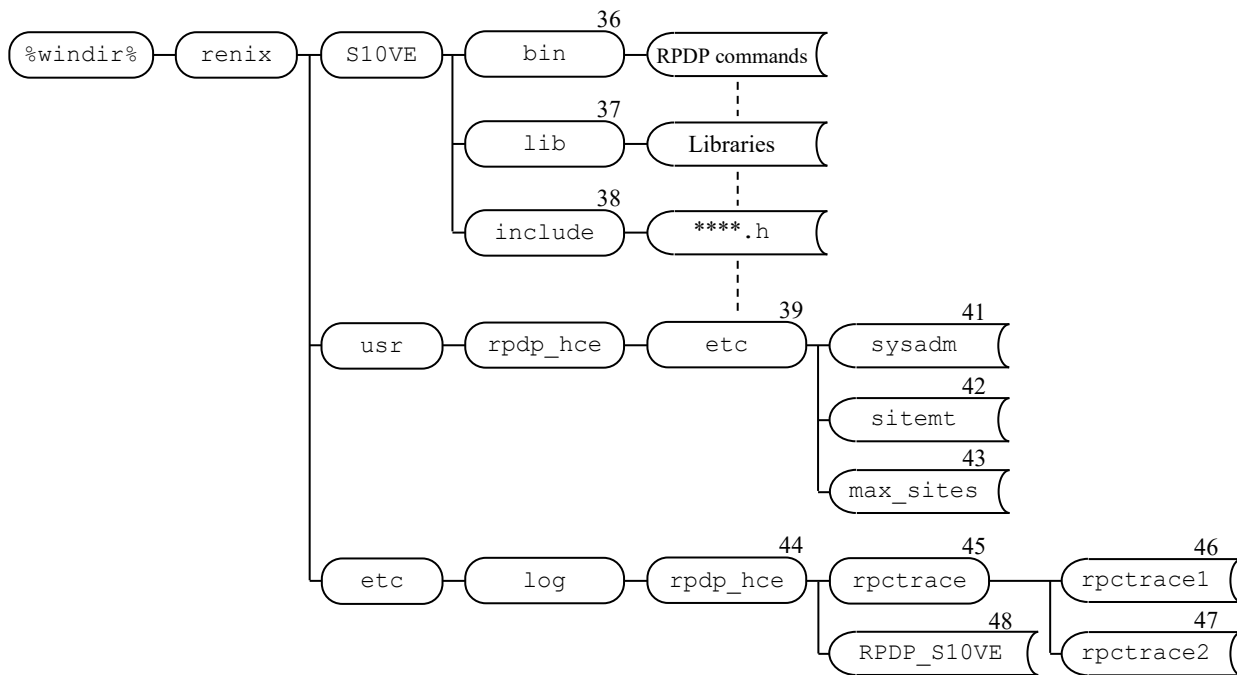 36
%windir% renix S10VE bin RPDP commands
37
lib Libraries
38
include ****.h
39 41
usr rpdp_hce etc sysadm
42
sitemt
43
max_sites
44 45 46
etc log rpdp_hce rpctrace rpctrace1
48 47
RPDP_S10VE rpctrace2